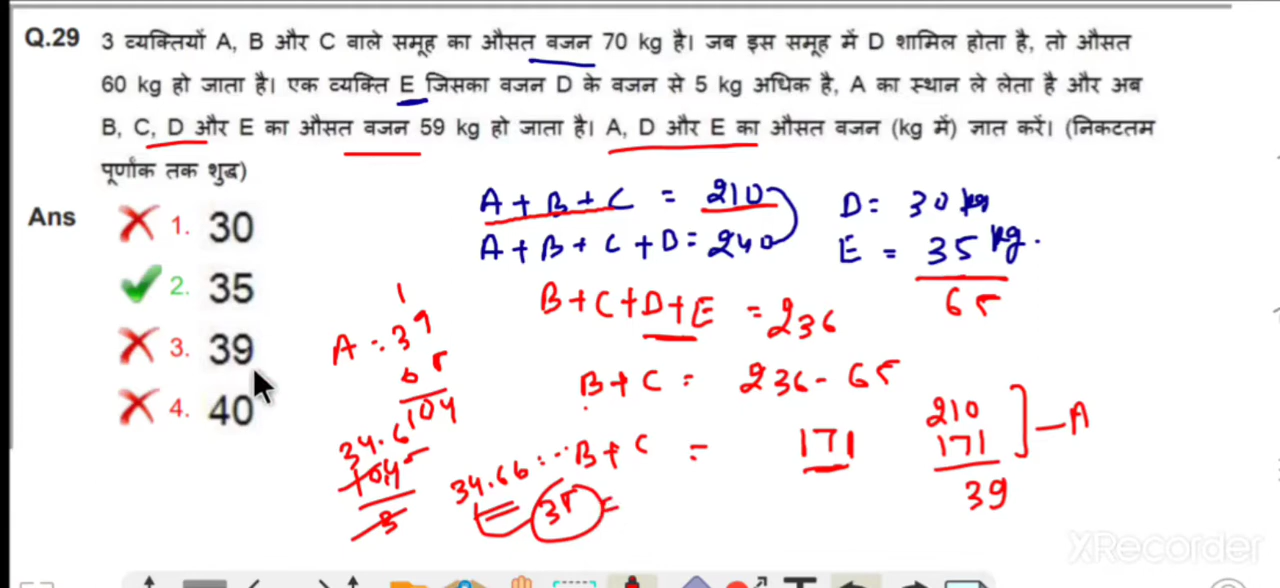 Q.29 3 व्यक्तियों A, B और C वाले समूह का औसत वजन 70 kg है। जब इस समूह में D शामिल होता है, तो औसत
60 kg हो जाता है। एक व्यक्ति E जिसका वजन D के वजन से 5 kg अधिक है, A का स्थान ले लेता है और अब
B, C, D और E का औसत वजन 59 kg हो जाता है। A, D और E का औसत वजन (kg में) ज्ञात करें। (निकटतम
पूर्णांक तक शुद्ध)
Ans
1. 30
2. 35
3. 39
4. 40
A + B + C = 210
A + B + C + D = 240
D = 30 kg
E = 35 kg.
65
B + C + D + E = 236
B + C = 236 - 65
B + C = 171
210
171
39
— A
1
A = 39
65
104
34.6
104
3
34.66
35 =
XRecorder